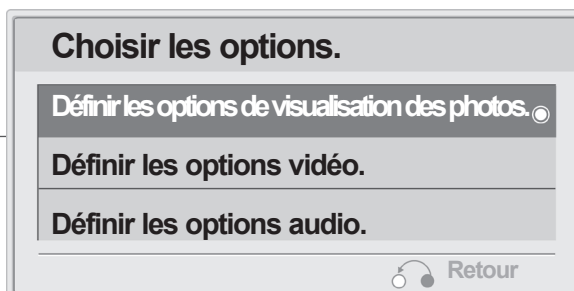 Choisir les options.
Définir les options de visualisation des photos.
Définir les options vidéo.
Définir les options audio.
Retour